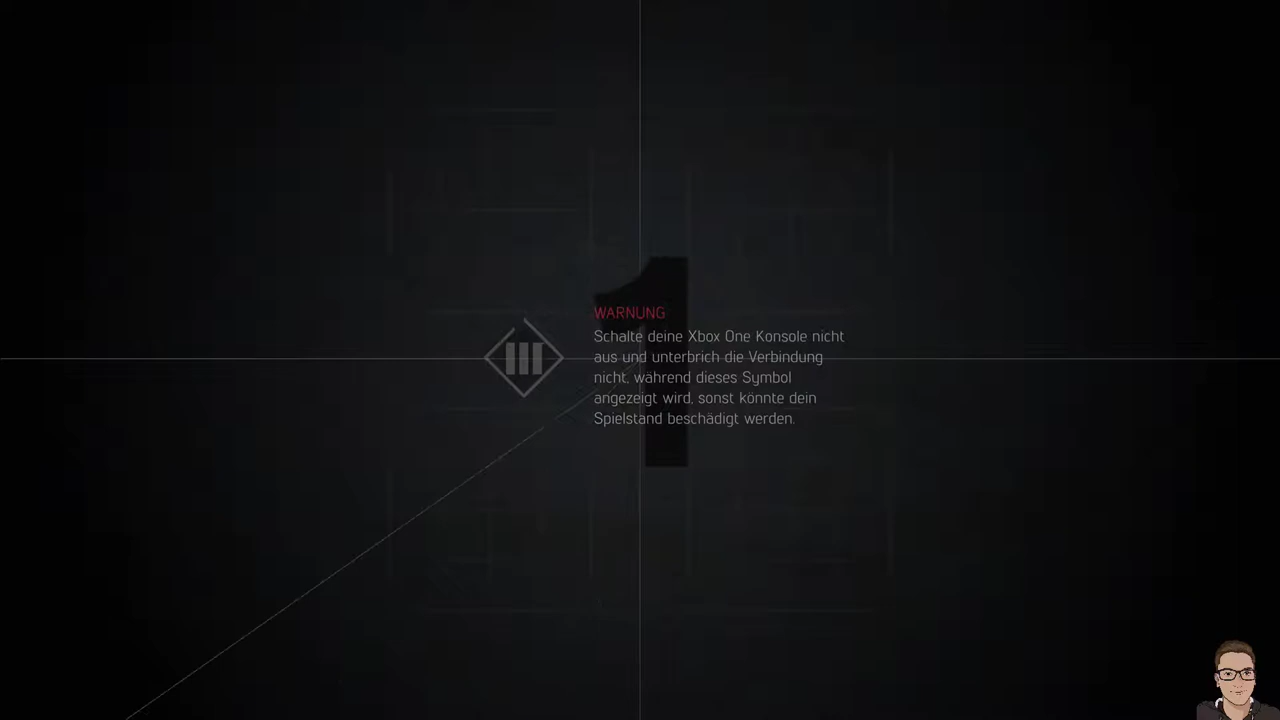 1
WARNUNG
Schalte deine Xbox One Konsole nicht
aus und unterbrich die Verbindung
nicht, während dieses Symbol
angezeigt wird, sonst könnte dein
Spielstand beschädigt werden.